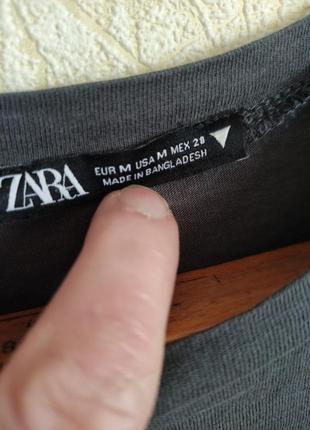 ZARA
EUR M USA M MEX 28
MADE IN BANGLADESH